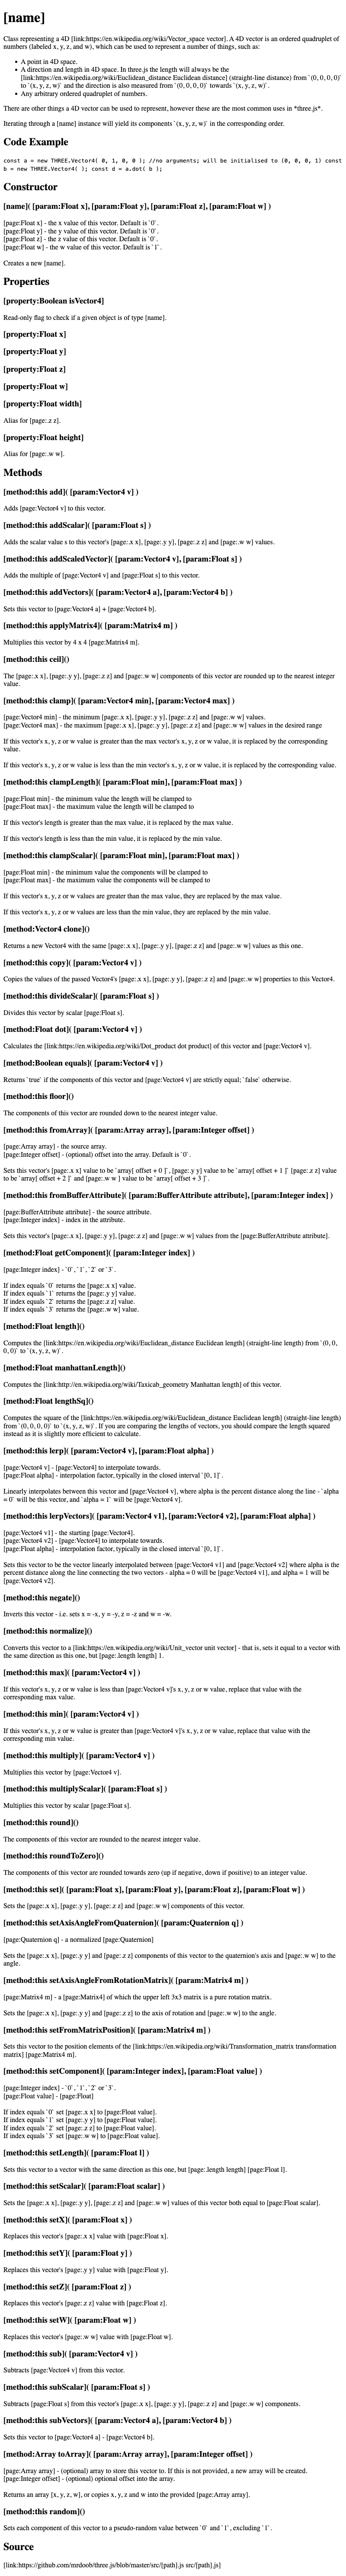 [name]
Class representing a 4D [link:https://en.wikipedia.org/wiki/Vector_space vector]. A 4D vector is an ordered quadruplet of
numbers (labeled x, y, z, and w), which can be used to represent a number of things, such as:
• A point in 4D space.
• A direction and length in 4D space. In three.js the length will always be the
[link:https://en.wikipedia.org/wiki/Euclidean_distance Euclidean distance] (straight-line distance) from `(0, 0, 0, 0)`
to `(x, y, z, w)` and the direction is also measured from `(0, 0, 0, 0)` towards `(x, y, z, w)`.
• Any arbitrary ordered quadruplet of numbers.
There are other things a 4D vector can be used to represent, however these are the most common uses in *three.js*.
Iterating through a [name] instance will yield its components `(x, y, z, w)` in the corresponding order.
Code Example
const a = new THREE.Vector4( 0, 1, 0, 0 ); //no arguments; will be initialised to (0, 0, 0, 1) const
b = new THREE.Vector4( ); const d = a.dot( b );
Constructor
[name]( [param:Float x], [param:Float y], [param:Float z], [param:Float w] )
[page:Float x] - the x value of this vector. Default is `0`.
[page:Float y] - the y value of this vector. Default is `0`.
[page:Float z] - the z value of this vector. Default is `0`.
[page:Float w] - the w value of this vector. Default is `1`.
Creates a new [name].
Properties
[property:Boolean isVector4]
Read-only flag to check if a given object is of type [name].
[property:Float x]
[property:Float y]
[property:Float z]
[property:Float w]
[property:Float width]
Alias for [page:.z z].
[property:Float height]
Alias for [page:.w w].
Methods
[method:this add]( [param:Vector4 v] )
Adds [page:Vector4 v] to this vector.
[method:this addScalar]( [param:Float s] )
Adds the scalar value s to this vector's [page:.x x], [page:.y y], [page:.z z] and [page:.w w] values.
[method:this addScaledVector]( [param:Vector4 v], [param:Float s] )
Adds the multiple of [page:Vector4 v] and [page:Float s] to this vector.
[method:this addVectors]( [param:Vector4 a], [param:Vector4 b] )
Sets this vector to [page:Vector4 a] + [page:Vector4 b].
[method:this applyMatrix4]( [param:Matrix4 m] )
Multiplies this vector by 4 x 4 [page:Matrix4 m].
[method:this ceil]()
The [page:.x x], [page:.y y], [page:.z z] and [page:.w w] components of this vector are rounded up to the nearest integer
value.
[method:this clamp]( [param:Vector4 min], [param:Vector4 max] )
[page:Vector4 min] - the minimum [page:.x x], [page:.y y], [page:.z z] and [page:.w w] values.
[page:Vector4 max] - the maximum [page:.x x], [page:.y y], [page:.z z] and [page:.w w] values in the desired range
If this vector's x, y, z or w value is greater than the max vector's x, y, z or w value, it is replaced by the corresponding
value.
If this vector's x, y, z or w value is less than the min vector's x, y, z or w value, it is replaced by the corresponding value.
[method:this clampLength]( [param:Float min], [param:Float max] )
[page:Float min] - the minimum value the length will be clamped to
[page:Float max] - the maximum value the length will be clamped to
If this vector's length is greater than the max value, it is replaced by the max value.
If this vector's length is less than the min value, it is replaced by the min value.
[method:this clampScalar]( [param:Float min], [param:Float max] )
[page:Float min] - the minimum value the components will be clamped to
[page:Float max] - the maximum value the components will be clamped to
If this vector's x, y, z or w values are greater than the max value, they are replaced by the max value.
If this vector's x, y, z or w values are less than the min value, they are replaced by the min value.
[method:Vector4 clone]()
Returns a new Vector4 with the same [page:.x x], [page:.y y], [page:.z z] and [page:.w w] values as this one.
[method:this copy]( [param:Vector4 v] )
Copies the values of the passed Vector4's [page:.x x], [page:.y y], [page:.z z] and [page:.w w] properties to this Vector4.
[method:this divideScalar]( [param:Float s] )
Divides this vector by scalar [page:Float s].
[method:Float dot]( [param:Vector4 v] )
Calculates the [link:https://en.wikipedia.org/wiki/Dot_product dot product] of this vector and [page:Vector4 v].
[method:Boolean equals]( [param:Vector4 v] )
Returns `true` if the components of this vector and [page:Vector4 v] are strictly equal; `false` otherwise.
[method:this floor]()
The components of this vector are rounded down to the nearest integer value.
[method:this fromArray]( [param:Array array], [param:Integer offset] )
[page:Array array] - the source array.
[page:Integer offset] - (optional) offset into the array. Default is `0`.
Sets this vector's [page:.x x] value to be `array[ offset + 0 ]`, [page:.y y] value to be `array[ offset + 1 ]` [page:.z z] value
to be `array[ offset + 2 ]` and [page:.w w ] value to be `array[ offset + 3 ]`.
[method:this fromBufferAttribute]( [param:BufferAttribute attribute], [param:Integer index] )
[page:BufferAttribute attribute] - the source attribute.
[page:Integer index] - index in the attribute.
Sets this vector's [page:.x x], [page:.y y], [page:.z z] and [page:.w w] values from the [page:BufferAttribute attribute].
[method:Float getComponent]( [param:Integer index] )
[page:Integer index] - `0`, `1`, `2` or `3`.
If index equals `0` returns the [page:.x x] value.
If index equals `1` returns the [page:.y y] value.
If index equals `2` returns the [page:.z z] value.
If index equals `3` returns the [page:.w w] value.
[method:Float length]()
Computes the [link:https://en.wikipedia.org/wiki/Euclidean_distance Euclidean length] (straight-line length) from `(0, 0,
0, 0)` to `(x, y, z, w)`.
[method:Float manhattanLength]()
Computes the [link:http://en.wikipedia.org/wiki/Taxicab_geometry Manhattan length] of this vector.
[method:Float lengthSq]()
Computes the square of the [link:https://en.wikipedia.org/wiki/Euclidean_distance Euclidean length] (straight-line length)
from `(0, 0, 0, 0)` to `(x, y, z, w)`. If you are comparing the lengths of vectors, you should compare the length squared
instead as it is slightly more efficient to calculate.
[method:this lerp]( [param:Vector4 v], [param:Float alpha] )
[page:Vector4 v] - [page:Vector4] to interpolate towards.
[page:Float alpha] - interpolation factor, typically in the closed interval `[0, 1]`.
Linearly interpolates between this vector and [page:Vector4 v], where alpha is the percent distance along the line - `alpha
= 0` will be this vector, and `alpha = 1` will be [page:Vector4 v].
[method:this lerpVectors]( [param:Vector4 v1], [param:Vector4 v2], [param:Float alpha] )
[page:Vector4 v1] - the starting [page:Vector4].
[page:Vector4 v2] - [page:Vector4] to interpolate towards.
[page:Float alpha] - interpolation factor, typically in the closed interval `[0, 1]`.
Sets this vector to be the vector linearly interpolated between [page:Vector4 v1] and [page:Vector4 v2] where alpha is the
percent distance along the line connecting the two vectors - alpha = 0 will be [page:Vector4 v1], and alpha = 1 will be
[page:Vector4 v2].
[method:this negate]()
Inverts this vector - i.e. sets x = -x, y = -y, z = -z and w = -w.
[method:this normalize]()
Converts this vector to a [link:https://en.wikipedia.org/wiki/Unit_vector unit vector] - that is, sets it equal to a vector with
the same direction as this one, but [page:.length length] 1.
[method:this max]( [param:Vector4 v] )
If this vector's x, y, z or w value is less than [page:Vector4 v]'s x, y, z or w value, replace that value with the
corresponding max value.
[method:this min]( [param:Vector4 v] )
If this vector's x, y, z or w value is greater than [page:Vector4 v]'s x, y, z or w value, replace that value with the
corresponding min value.
[method:this multiply]( [param:Vector4 v] )
Multiplies this vector by [page:Vector4 v].
[method:this multiplyScalar]( [param:Float s] )
Multiplies this vector by scalar [page:Float s].
[method:this round]()
The components of this vector are rounded to the nearest integer value.
[method:this roundToZero]()
The components of this vector are rounded towards zero (up if negative, down if positive) to an integer value.
[method:this set]( [param:Float x], [param:Float y], [param:Float z], [param:Float w] )
Sets the [page:.x x], [page:.y y], [page:.z z] and [page:.w w] components of this vector.
[method:this setAxisAngleFromQuaternion]( [param:Quaternion q] )
[page:Quaternion q] - a normalized [page:Quaternion]
Sets the [page:.x x], [page:.y y] and [page:.z z] components of this vector to the quaternion's axis and [page:.w w] to the
angle.
[method:this setAxisAngleFromRotationMatrix]( [param:Matrix4 m] )
[page:Matrix4 m] - a [page:Matrix4] of which the upper left 3x3 matrix is a pure rotation matrix.
Sets the [page:.x x], [page:.y y] and [page:.z z] to the axis of rotation and [page:.w w] to the angle.
[method:this setFromMatrixPosition]( [param:Matrix4 m] )
Sets this vector to the position elements of the [link:https://en.wikipedia.org/wiki/Transformation_matrix transformation
matrix] [page:Matrix4 m].
[method:this setComponent]( [param:Integer index], [param:Float value] )
[page:Integer index] - `0`, `1`, `2` or `3`.
[page:Float value] - [page:Float]
If index equals `0` set [page:.x x] to [page:Float value].
If index equals `1` set [page:.y y] to [page:Float value].
If index equals `2` set [page:.z z] to [page:Float value].
If index equals `3` set [page:.w w] to [page:Float value].
[method:this setLength]( [param:Float l] )
Sets this vector to a vector with the same direction as this one, but [page:.length length] [page:Float l].
[method:this setScalar]( [param:Float scalar] )
Sets the [page:.x x], [page:.y y], [page:.z z] and [page:.w w] values of this vector both equal to [page:Float scalar].
[method:this setX]( [param:Float x] )
Replaces this vector's [page:.x x] value with [page:Float x].
[method:this setY]( [param:Float y] )
Replaces this vector's [page:.y y] value with [page:Float y].
[method:this setZ]( [param:Float z] )
Replaces this vector's [page:.z z] value with [page:Float z].
[method:this setW]( [param:Float w] )
Replaces this vector's [page:.w w] value with [page:Float w].
[method:this sub]( [param:Vector4 v] )
Subtracts [page:Vector4 v] from this vector.
[method:this subScalar]( [param:Float s] )
Subtracts [page:Float s] from this vector's [page:.x x], [page:.y y], [page:.z z] and [page:.w w] components.
[method:this subVectors]( [param:Vector4 a], [param:Vector4 b] )
Sets this vector to [page:Vector4 a] - [page:Vector4 b].
[method:Array toArray]( [param:Array array], [param:Integer offset] )
[page:Array array] - (optional) array to store this vector to. If this is not provided, a new array will be created.
[page:Integer offset] - (optional) optional offset into the array.
Returns an array [x, y, z, w], or copies x, y, z and w into the provided [page:Array array].
[method:this random]()
Sets each component of this vector to a pseudo-random value between `0` and `1`, excluding `1`.
Source
[link:https://github.com/mrdoob/three.js/blob/master/src/[path].js src/[path].js]